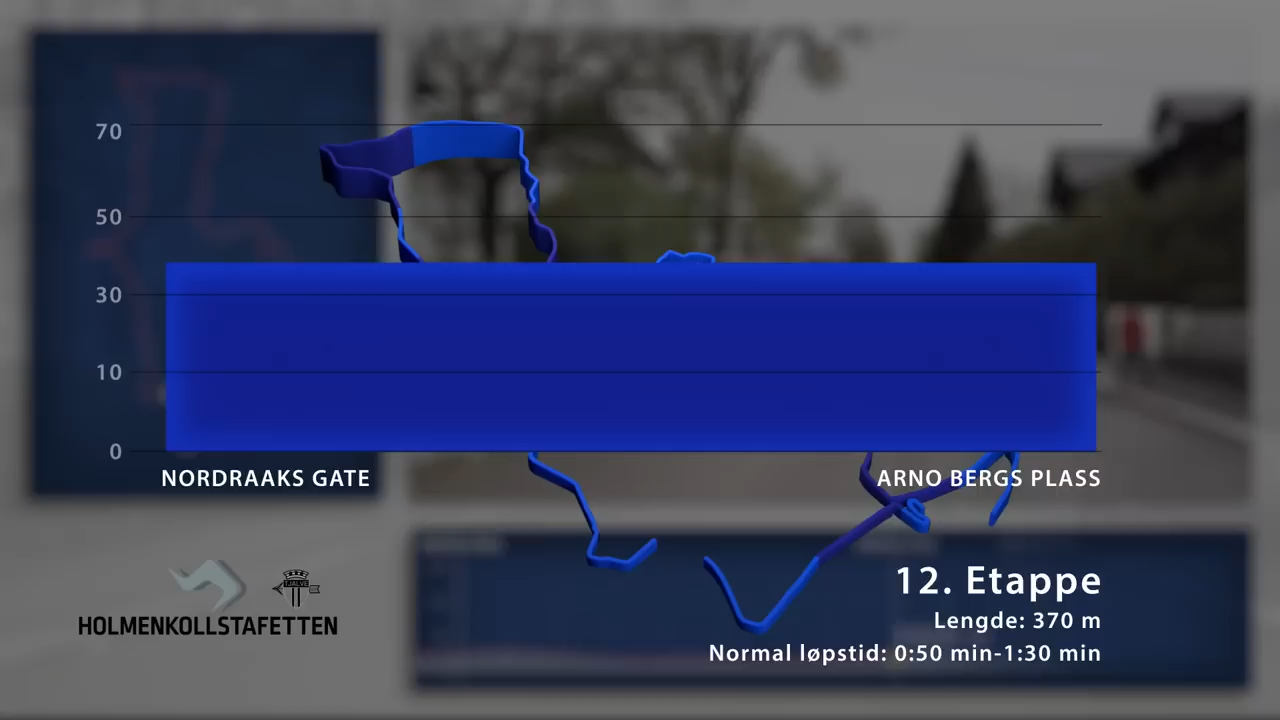 70
50
30
10
0
NORDRAAKS GATE
ARNO BERGS PLASS
TJALVE
HOLMENKOLLSTAFETTEN
12. Etappe
Lengde: 370 m
Normal løpstid: 0:50 min-1:30 min